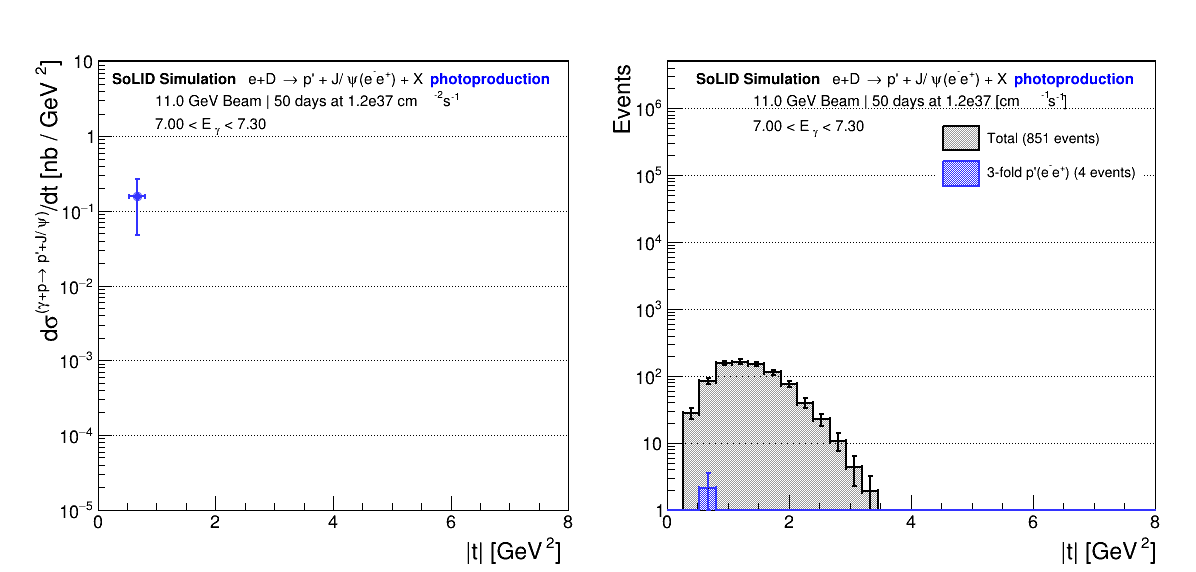 SoLID Simulation e+D → p' + J/ψ(e⁻e⁺) + X photoproduction
11.0 GeV Beam | 50 days at 1.2e37 cm⁻²s⁻¹
7.00 < Eγ < 7.30
dσ(γ+p→ p'+J/ψ)/dt [nb / GeV²]
10
1
10⁻¹
10⁻²
10⁻³
10⁻⁴
10⁻⁵
0 2 4 6 8
|t| [GeV²]
SoLID Simulation e+D → p' + J/ψ(e⁻e⁺) + X photoproduction
11.0 GeV Beam | 50 days at 1.2e37 [cm⁻¹s⁻¹]
7.00 < Eγ < 7.30
Total (851 events)
3-fold p'(e⁻e⁺) (4 events)
Events
10⁶
10⁵
10⁴
10³
10²
10
1
0 2 4 6 8
|t| [GeV²]